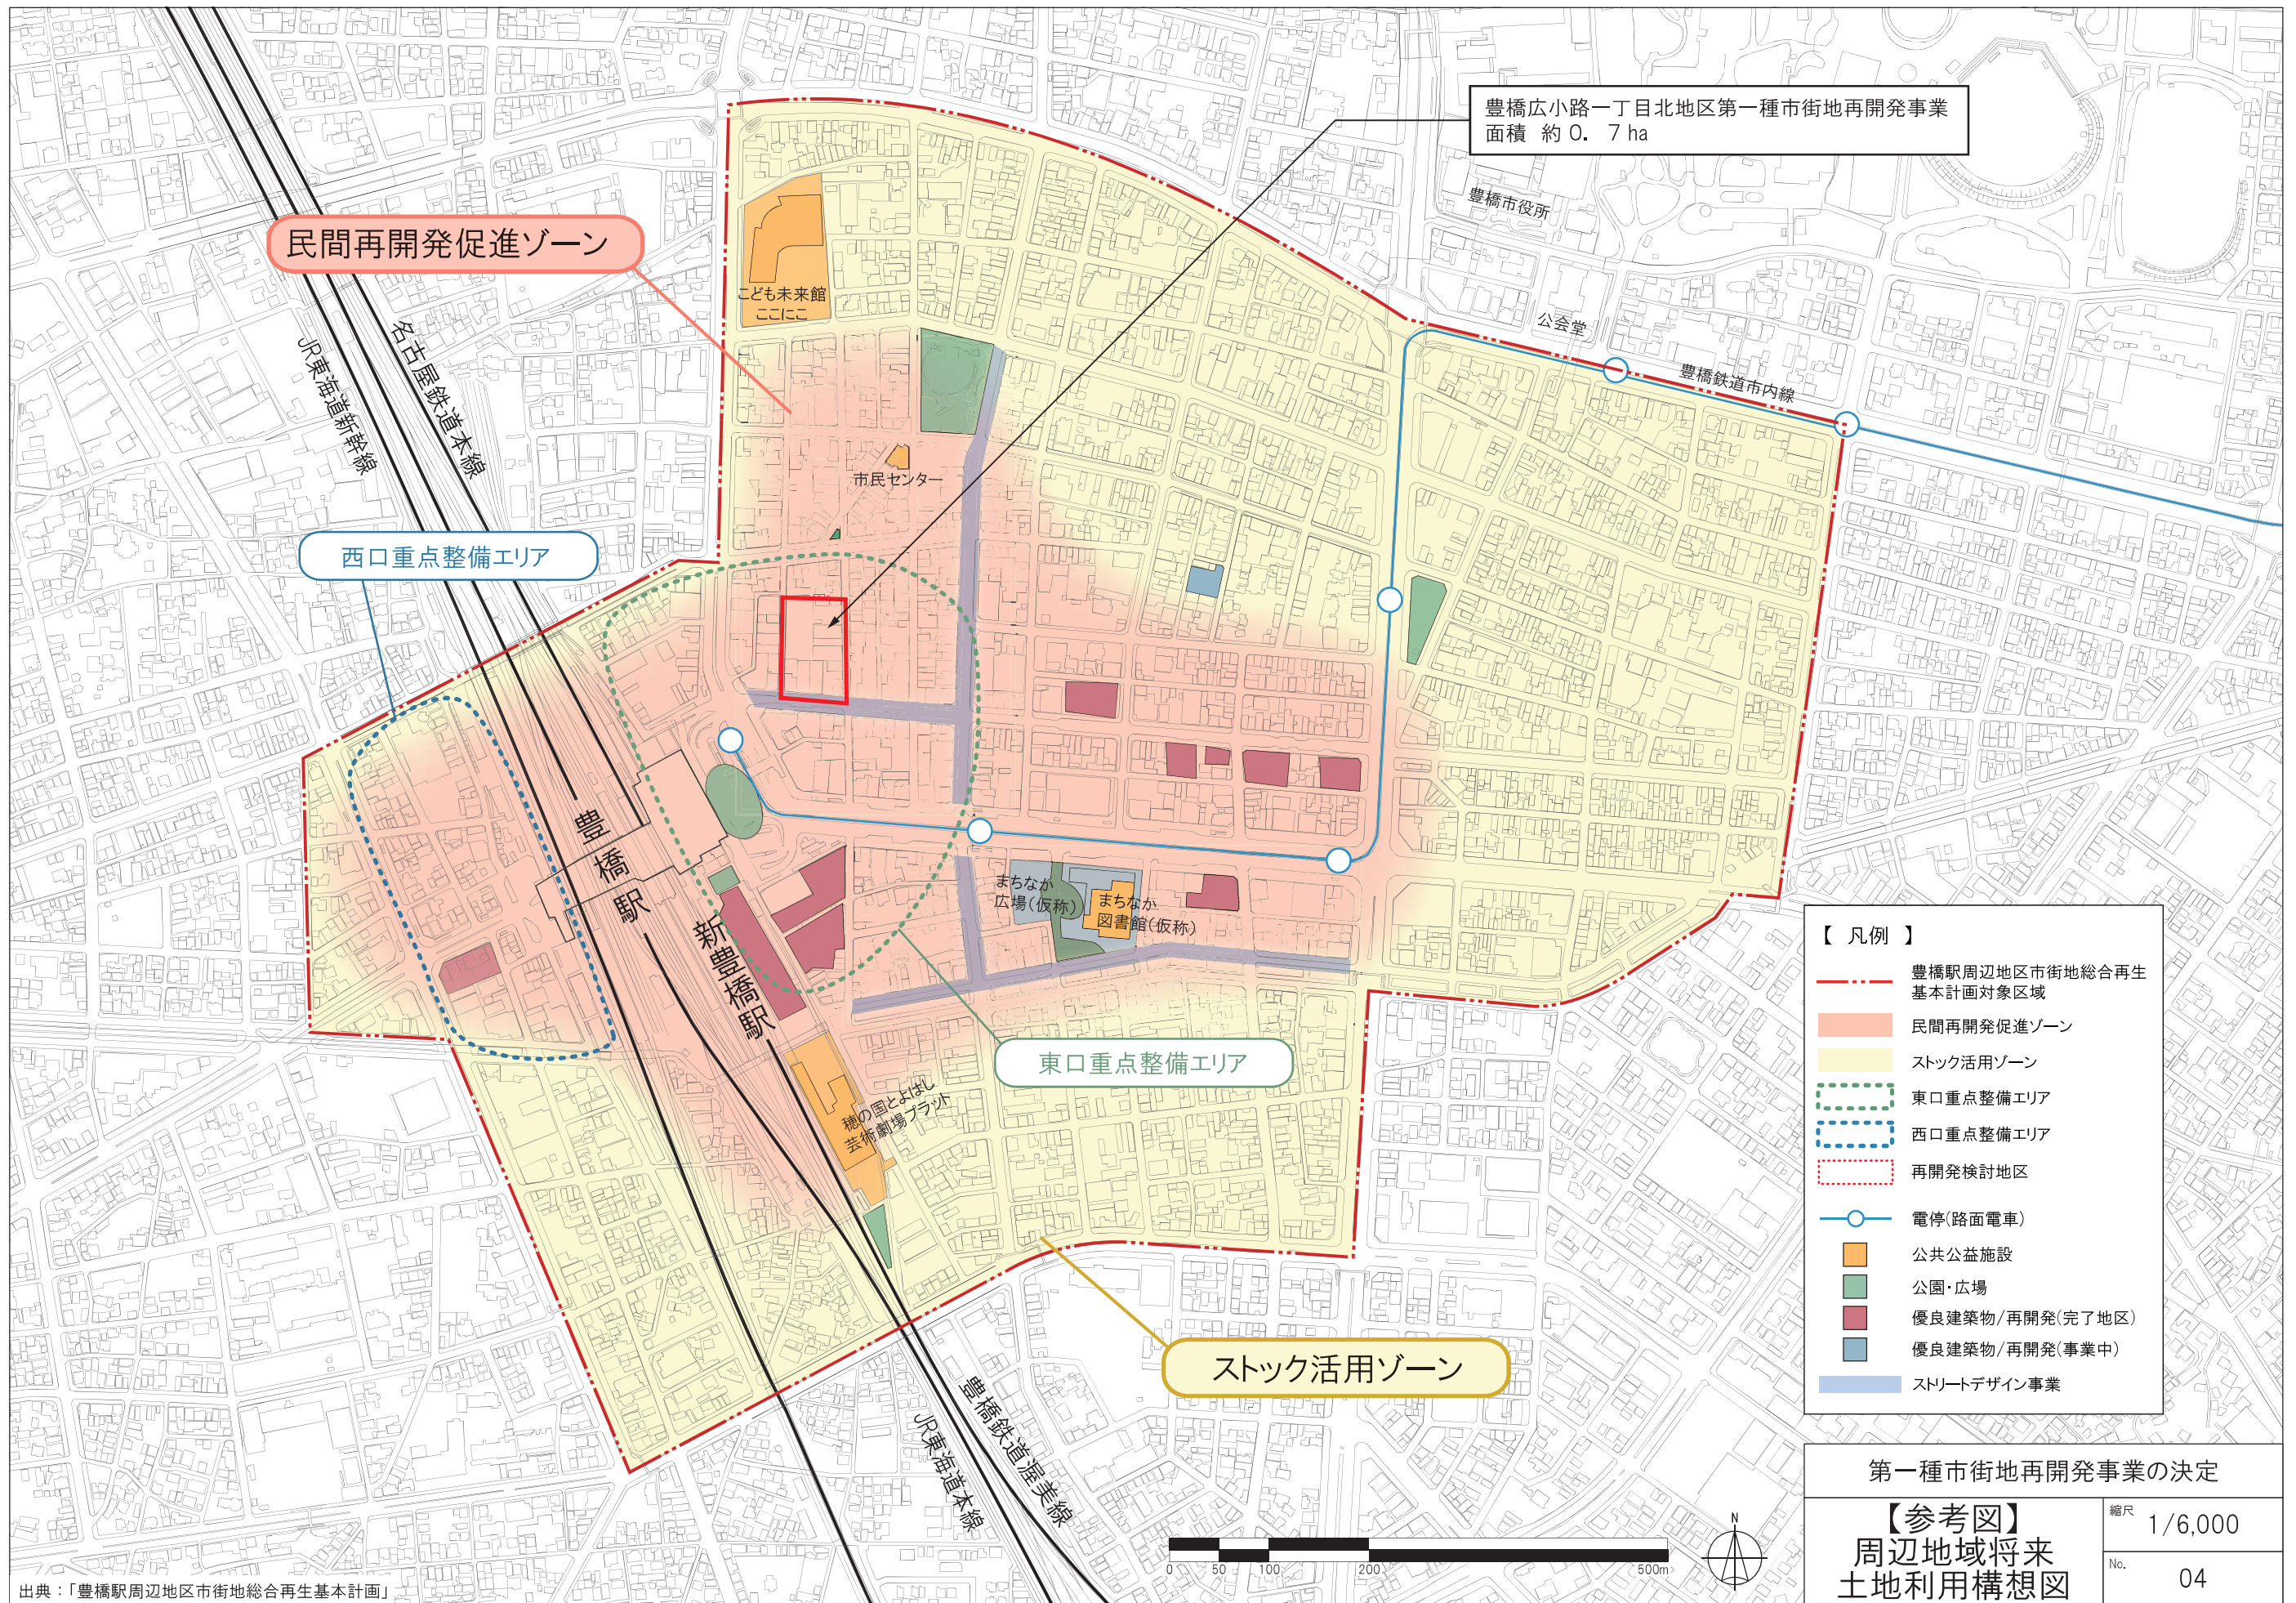 豊橋広小路一丁目北地区第一種市街地再開発事業
面積 約０．７ha
豊橋市役所
民間再開発促進ゾーン
こども未来館
ここにこ
公会堂
豊橋鉄道市内線
名古屋鉄道本線
JR東海道新幹線
市民センター
西口重点整備エリア
豊橋駅
新豊橋駅
まちなか
広場(仮称)
まちなか
図書館(仮称)
東口重点整備エリア
穂の国とよはし
芸術劇場プラット
ストック活用ゾーン
豊橋鉄道渥美線
JR東海道本線
【 凡例 】
豊橋駅周辺地区市街地総合再生
基本計画対象区域
民間再開発促進ゾーン
ストック活用ゾーン
東口重点整備エリア
西口重点整備エリア
再開発検討地区
電停(路面電車)
公共公益施設
公園・広場
優良建築物/再開発(完了地区)
優良建築物/再開発(事業中)
ストリートデザイン事業
第一種市街地再開発事業の決定
【参考図】
周辺地域将来
土地利用構想図
縮尺 1/6,000
No. 04
N
0 50 100 200 500m
出典：「豊橋駅周辺地区市街地総合再生基本計画」